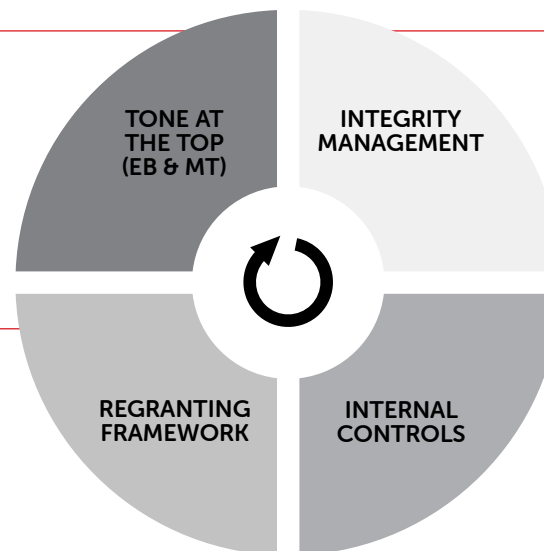 TONE AT
THE TOP
(EB & MT)
INTEGRITY
MANAGEMENT
REGRANTING
FRAMEWORK
INTERNAL
CONTROLS